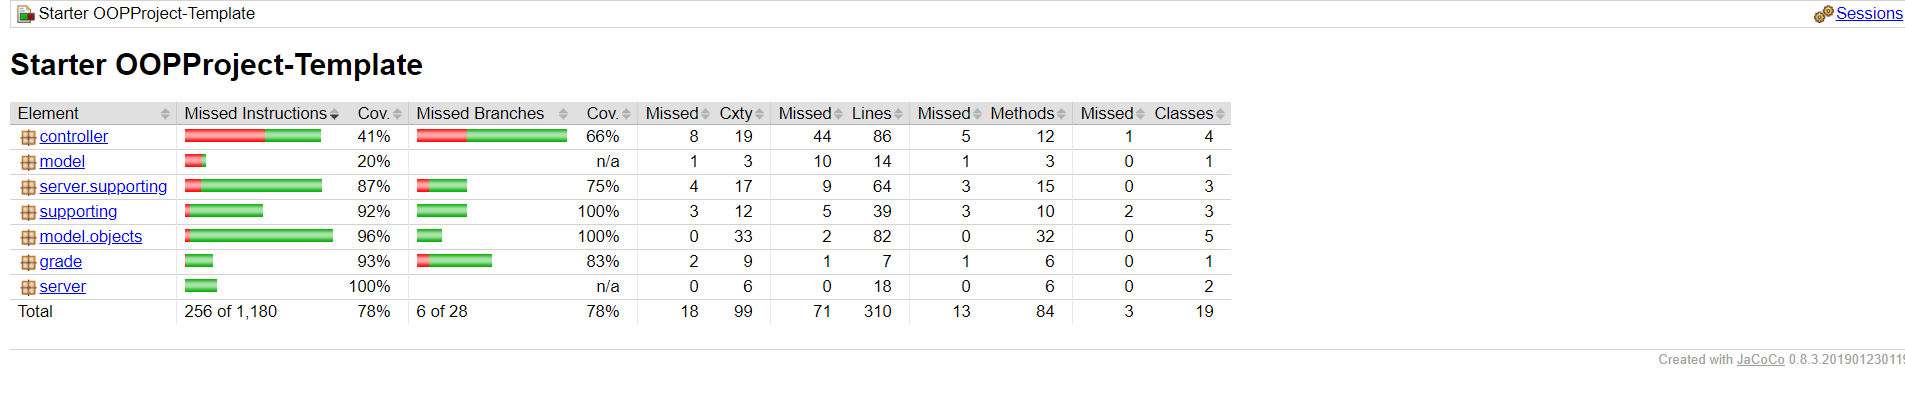 Starter OOPProject-Template Sessions
Starter OOPProject-Template
Element Missed Instructions Cov. Missed Branches Cov. Missed Cxty Missed Lines Missed Methods Missed Classes
controller 41% 66% 8 19 44 86 5 12 1 4
model 20% n/a 1 3 10 14 1 3 0 1
server.supporting 87% 75% 4 17 9 64 3 15 0 3
supporting 92% 100% 3 12 5 39 3 10 2 3
model.objects 96% 100% 0 33 2 82 0 32 0 5
grade 93% 83% 2 9 1 7 1 6 0 1
server 100% n/a 0 6 0 18 0 6 0 2
Total 256 of 1,180 78% 6 of 28 78% 18 99 71 310 13 84 3 19
Created with JaCoCo 0.8.3.201901230119